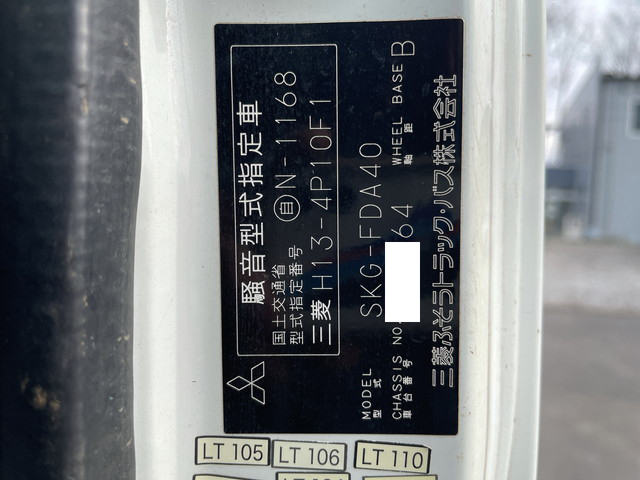 騒音型式指定車
国土交通省
型式指定番号
自 N-1168
三菱 H13-4P10F1
MODEL
型式
SKG-FDA40
CHASSIS NO.
車台番号
64
WHEEL BASE
軸距
B
三菱ふそうトラック・バス株式会社
LT 105
LT 106
LT 110